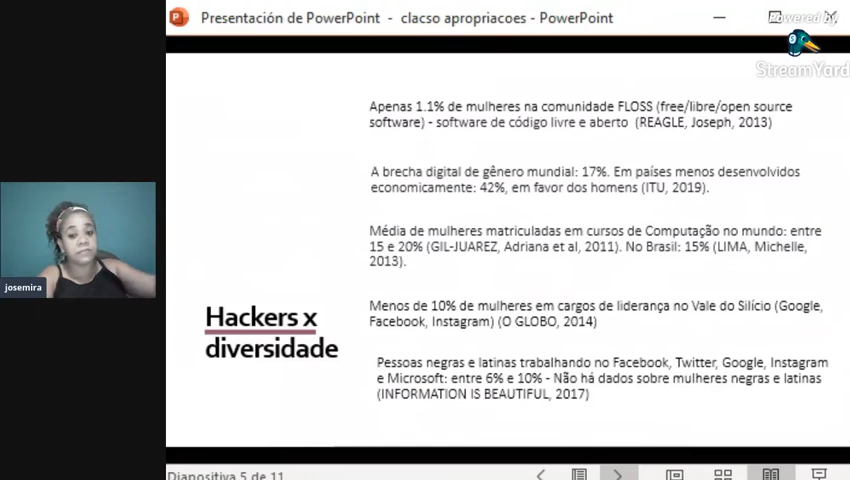 Presentación de PowerPoint - clacso apropriacoes - PowerPoint
Powered by
StreamYard
Apenas 1.1% de mulheres na comunidade FLOSS (free/libre/open source
software) - software de código livre e aberto (REAGLE, Joseph, 2013)
A brecha digital de gênero mundial: 17%. Em países menos desenvolvidos
economicamente: 42%, em favor dos homens (ITU, 2019).
Média de mulheres matriculadas em cursos de Computação no mundo: entre
15 e 20% (GIL-JUAREZ, Adriana et al, 2011). No Brasil: 15% (LIMA, Michelle,
2013).
Menos de 10% de mulheres em cargos de liderança no Vale do Silício (Google,
Facebook, Instagram) (O GLOBO, 2014)
Pessoas negras e latinas trabalhando no Facebook, Twitter, Google, Instagram
e Microsoft: entre 6% e 10% - Não há dados sobre mulheres negras e latinas
(INFORMATION IS BEAUTIFUL, 2017)
Hackers x
diversidade
josemira
Diapositiva 5 de 11